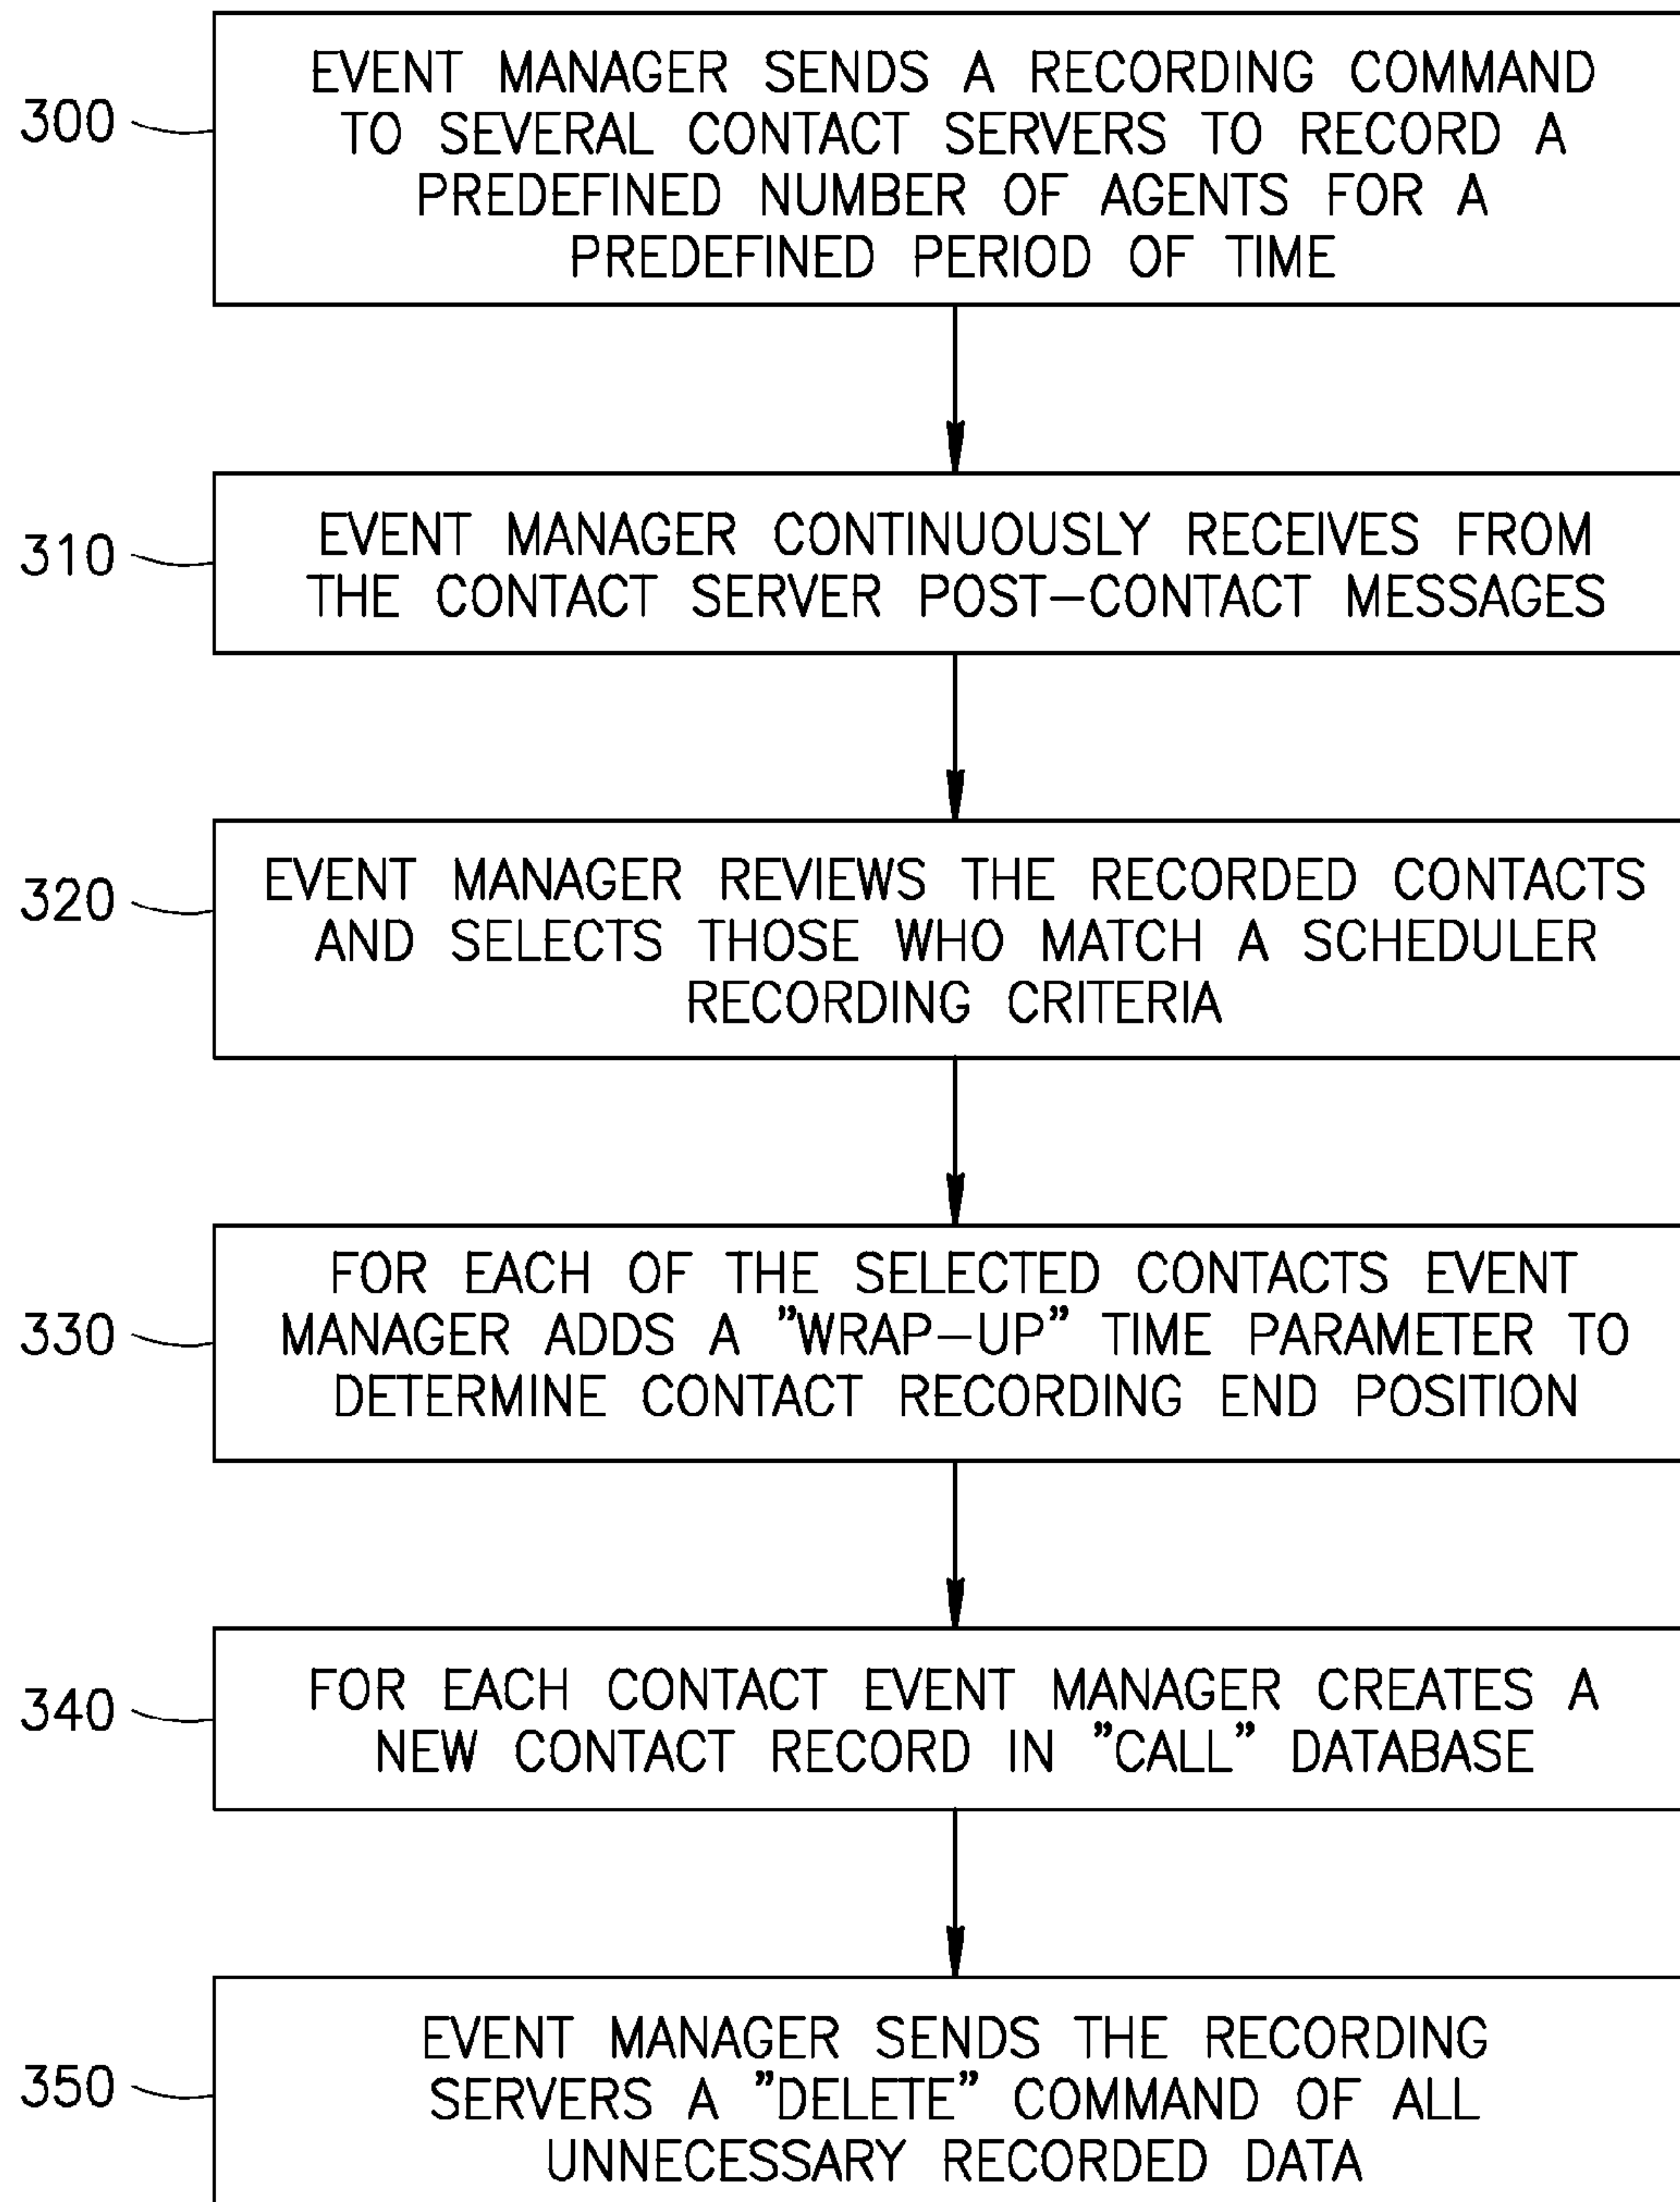 300
EVENT MANAGER SENDS A RECORDING COMMAND
TO SEVERAL CONTACT SERVERS TO RECORD A
PREDEFINED NUMBER OF AGENTS FOR A
PREDEFINED PERIOD OF TIME
310
EVENT MANAGER CONTINUOUSLY RECEIVES FROM
THE CONTACT SERVER POST–CONTACT MESSAGES
320
EVENT MANAGER REVIEWS THE RECORDED CONTACTS
AND SELECTS THOSE WHO MATCH A SCHEDULER
RECORDING CRITERIA
330
FOR EACH OF THE SELECTED CONTACTS EVENT
MANAGER ADDS A ”WRAP–UP” TIME PARAMETER TO
DETERMINE CONTACT RECORDING END POSITION
340
FOR EACH CONTACT EVENT MANAGER CREATES A
NEW CONTACT RECORD IN ”CALL” DATABASE
350
EVENT MANAGER SENDS THE RECORDING
SERVERS A ”DELETE” COMMAND OF ALL
UNNECESSARY RECORDED DATA